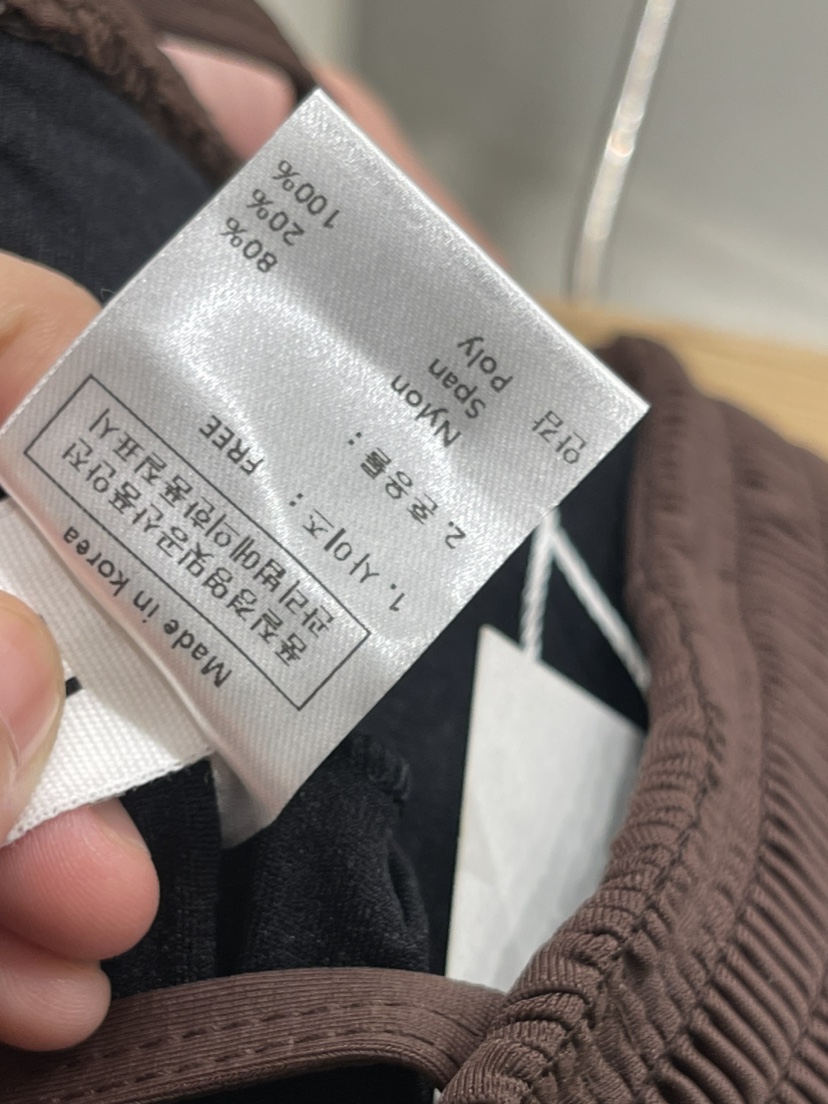 Made in korea
품질경영및공산품안전
관리법에의한품질표시
1. 사이즈 : FREE
2. 혼용률 :
Nylon 80%
Span 20%
안감 Poly 100%